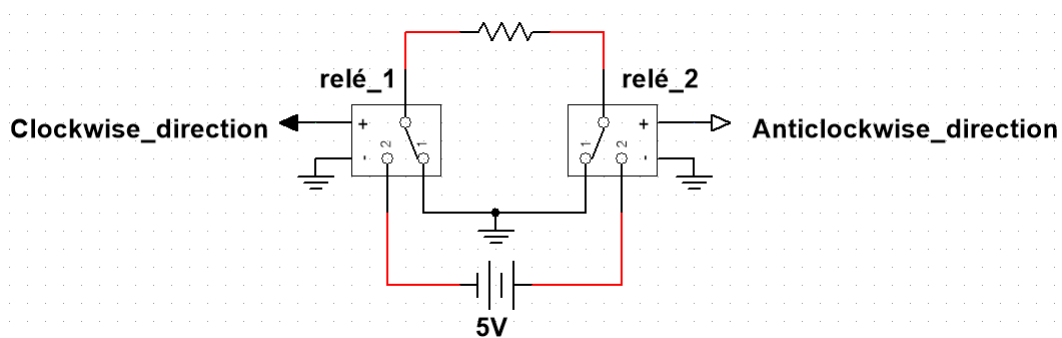 relé_1
relé_2
Clockwise_direction
+
-
2
1
1
2
+
-
Anticlockwise_direction
5V